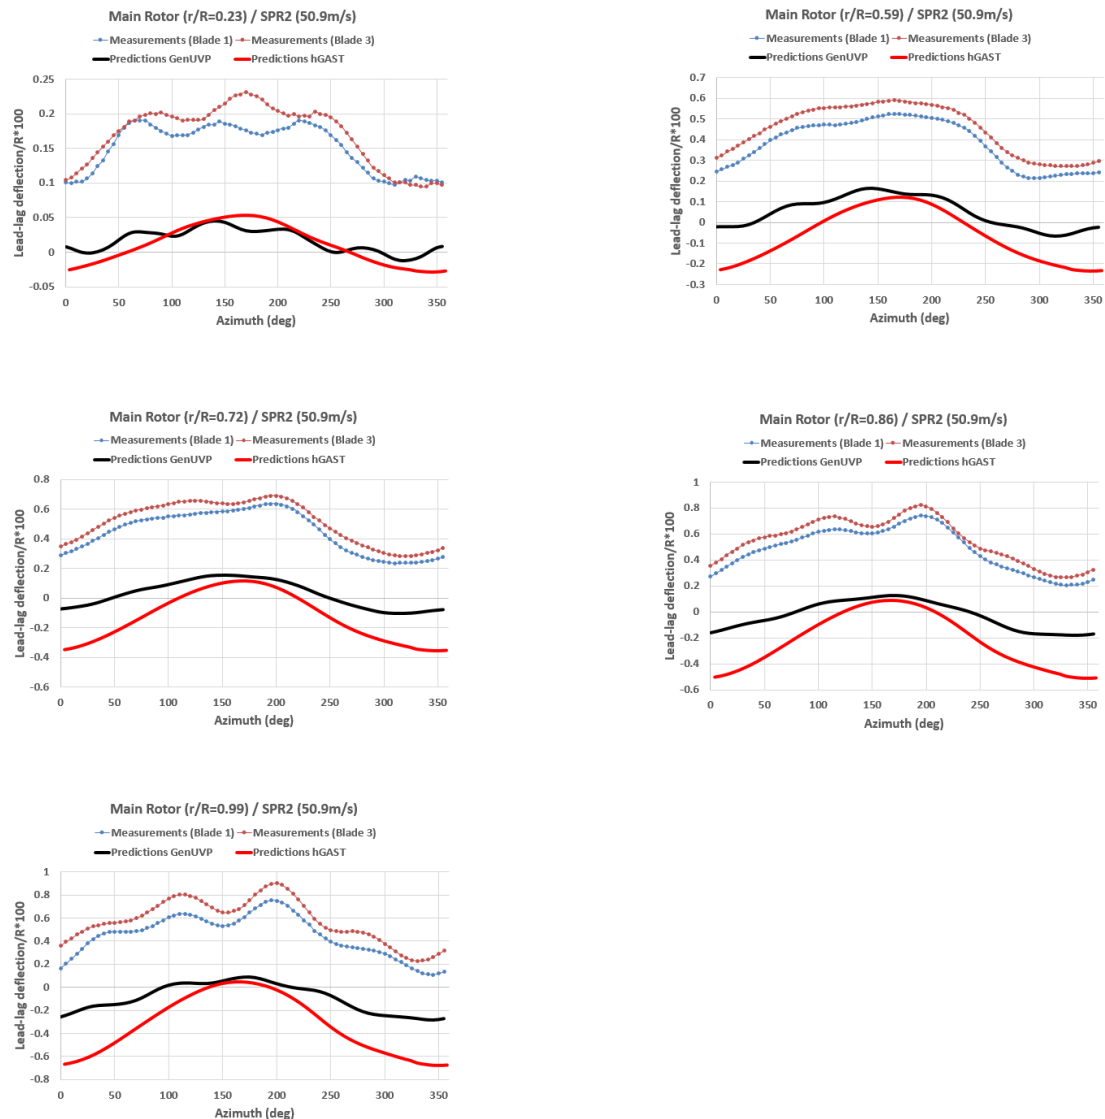 Main Rotor (r/R=0.23) / SPR2 (50.9m/s)
Measurements (Blade 1) Measurements (Blade 3)
Predictions GenUVP Predictions hGAST
Lead-lag deflection/R*100
0.25
0.2
0.15
0.1
0.05
0
-0.05
0 50 100 150 200 250 300 350
Azimuth (deg)
Main Rotor (r/R=0.59) / SPR2 (50.9m/s)
Measurements (Blade 1) Measurements (Blade 3)
Predictions GenUVP Predictions hGAST
Lead-lag deflection/R*100
0.7
0.6
0.5
0.4
0.3
0.2
0.1
0
-0.1
-0.2
-0.3
0 50 100 150 200 250 300 350
Azimuth (deg)
Main Rotor (r/R=0.72) / SPR2 (50.9m/s)
Measurements (Blade 1) Measurements (Blade 3)
Predictions GenUVP Predictions hGAST
Lead-lag deflection/R*100
0.8
0.6
0.4
0.2
0
-0.2
-0.4
-0.6
0 50 100 150 200 250 300 350
Azimuth (deg)
Main Rotor (r/R=0.86) / SPR2 (50.9m/s)
Measurements (Blade 1) Measurements (Blade 3)
Predictions GenUVP Predictions hGAST
Lead-lag deflection/R*100
1
0.8
0.6
0.4
0.2
0
-0.2
-0.4
-0.6
0 50 100 150 200 250 300 350
Azimuth (deg)
Main Rotor (r/R=0.99) / SPR2 (50.9m/s)
Measurements (Blade 1) Measurements (Blade 3)
Predictions GenUVP Predictions hGAST
Lead-lag deflection/R*100
1
0.8
0.6
0.4
0.2
0
-0.2
-0.4
-0.6
-0.8
0 50 100 150 200 250 300 350
Azimuth (deg)